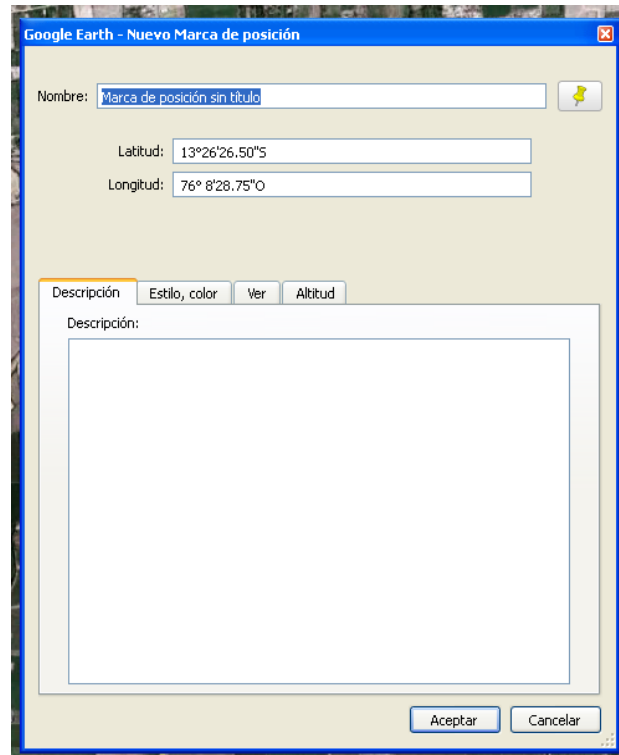 Google Earth - Nuevo Marca de posición
Nombre: Marca de posición sin título
Latitud: 13°26'26.50"S
Longitud: 76° 8'28.75"O
Descripción Estilo, color Ver Altitud
Descripción:
Aceptar Cancelar